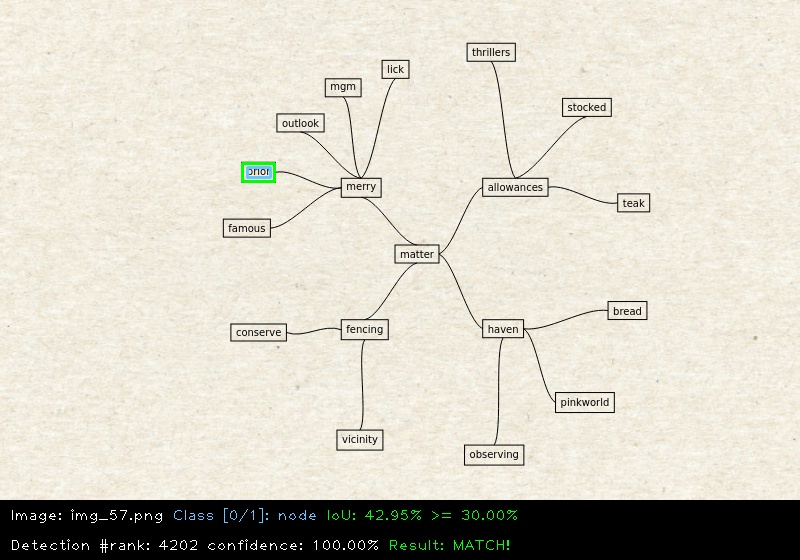 thrillers
lick
mgm
stocked
outlook
prior
merry
allowances
teak
famous
matter
bread
conserve
fencing
haven
pinkworld
vicinity
observing
Image: img_57.png Class [0/1]: node IoU: 42.95% >= 30.00%
Detection #rank: 4202 confidence: 100.00% Result: MATCH!